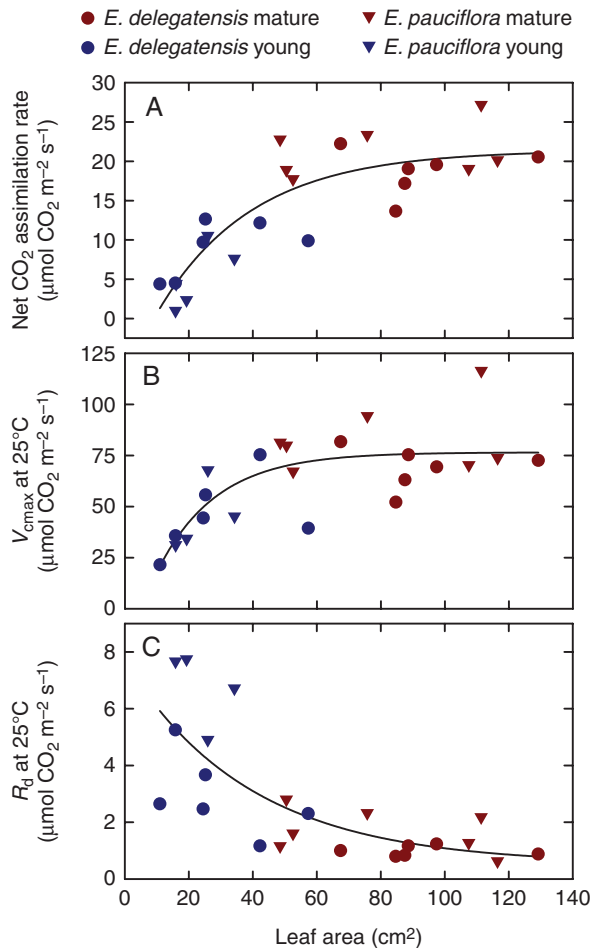 E. delegatensis mature
E. pauciflora mature
E. delegatensis young
E. pauciflora young
A
Net CO₂ assimilation rate
(µmol CO₂ m⁻² s⁻¹)
30
25
20
15
10
5
0
B
Vcmax at 25°C
(µmol CO₂ m⁻² s⁻¹)
125
100
75
50
25
0
C
Rd at 25°C
(µmol CO₂ m⁻² s⁻¹)
8
6
4
2
0
0 20 40 60 80 100 120 140
Leaf area (cm²)